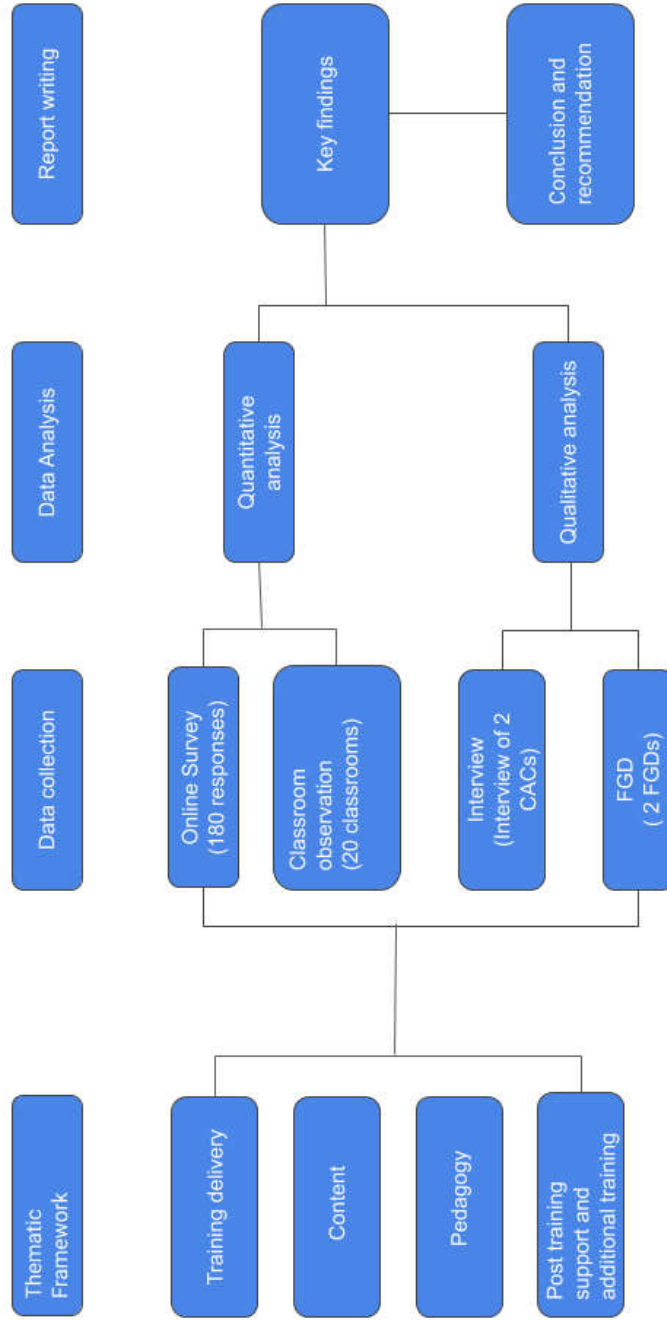 Thematic
Framework
Data collection
Data Analysis
Report writing
Training delivery
Content
Pedagogy
Post training
support and
additional training
Online Survey
(180 responses)
Classroom
observation
(20 classrooms)
Interview
(Interview of 2
CACs)
FGD
( 2 FGDs)
Quantitative
analysis
Qualitative analysis
Key findings
Conclusion and
recommendation